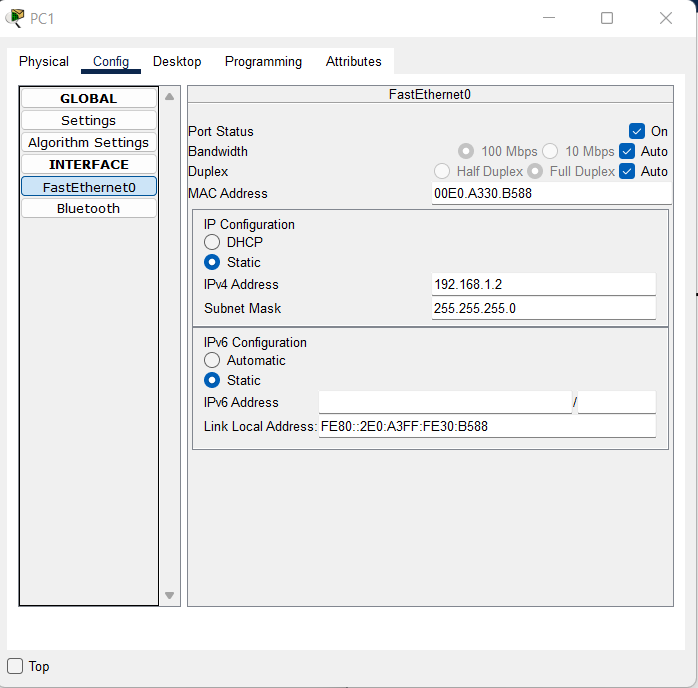 PC1
Physical Config Desktop Programming Attributes
GLOBAL
Settings
Algorithm Settings
INTERFACE
FastEthernet0
Bluetooth
FastEthernet0
Port Status On
Bandwidth 100 Mbps 10 Mbps Auto
Duplex Half Duplex Full Duplex Auto
MAC Address 00E0.A330.B588
IP Configuration
DHCP
Static
IPv4 Address 192.168.1.2
Subnet Mask 255.255.255.0
IPv6 Configuration
Automatic
Static
IPv6 Address /
Link Local Address: FE80::2E0:A3FF:FE30:B588
Top